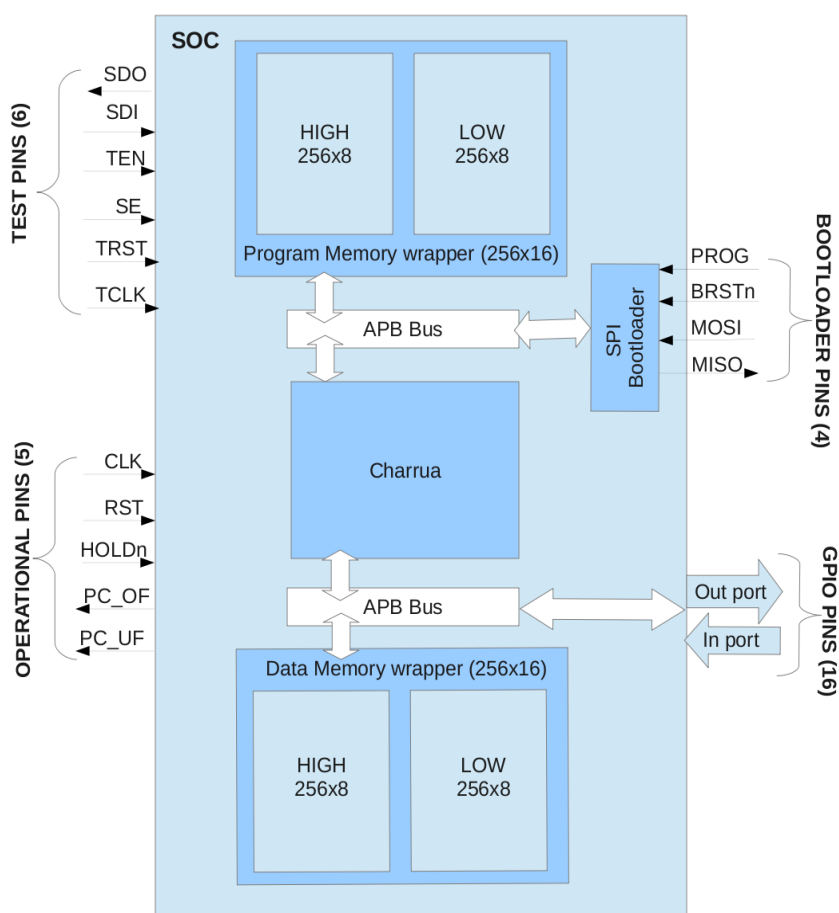 SOC
HIGH
256x8
LOW
256x8
Program Memory wrapper (256x16)
TEST PINS (6)
SDO
SDI
TEN
SE
TRST
TCLK
APB Bus
SPI
Bootloader
PROG
BRSTn
MOSI
MISO
BOOTLOADER PINS (4)
Charrua
OPERATIONAL PINS (5)
CLK
RST
HOLDn
PC_OF
PC_UF
APB Bus
Out port
In port
GPIO PINS (16)
Data Memory wrapper (256x16)
HIGH
256x8
LOW
256x8